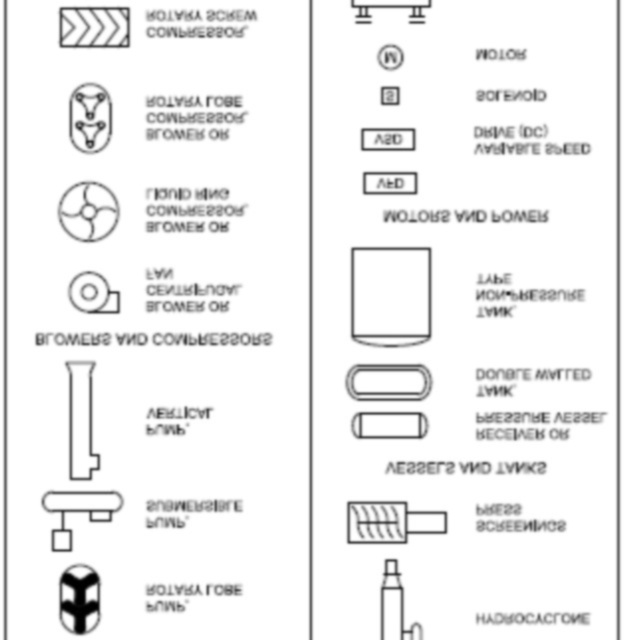 PUMP,
ROTARY LOBE
PUMP,
SUBMERSIBLE
PUMP,
VERTICAL
BLOWERS AND COMPRESSORS
BLOWER OR
CENTRIFUGAL
FAN
BLOWER OR
COMPRESSOR,
LIQUID RING
BLOWER OR
COMPRESSOR,
ROTARY LOBE
COMPRESSOR,
ROTARY SCREW
HYDROCYCLONE
SCREENINGS
PRESS
VESSELS AND TANKS
RECEIVER OR
PRESSURE VESSEL
TANK,
DOUBLE WALLED
TANK,
NON-PRESSURE
TYPE
MOTORS AND POWER
VFD
VSD
VARIABLE SPEED
DRIVE (DC)
S
SOLENOID
M
MOTOR